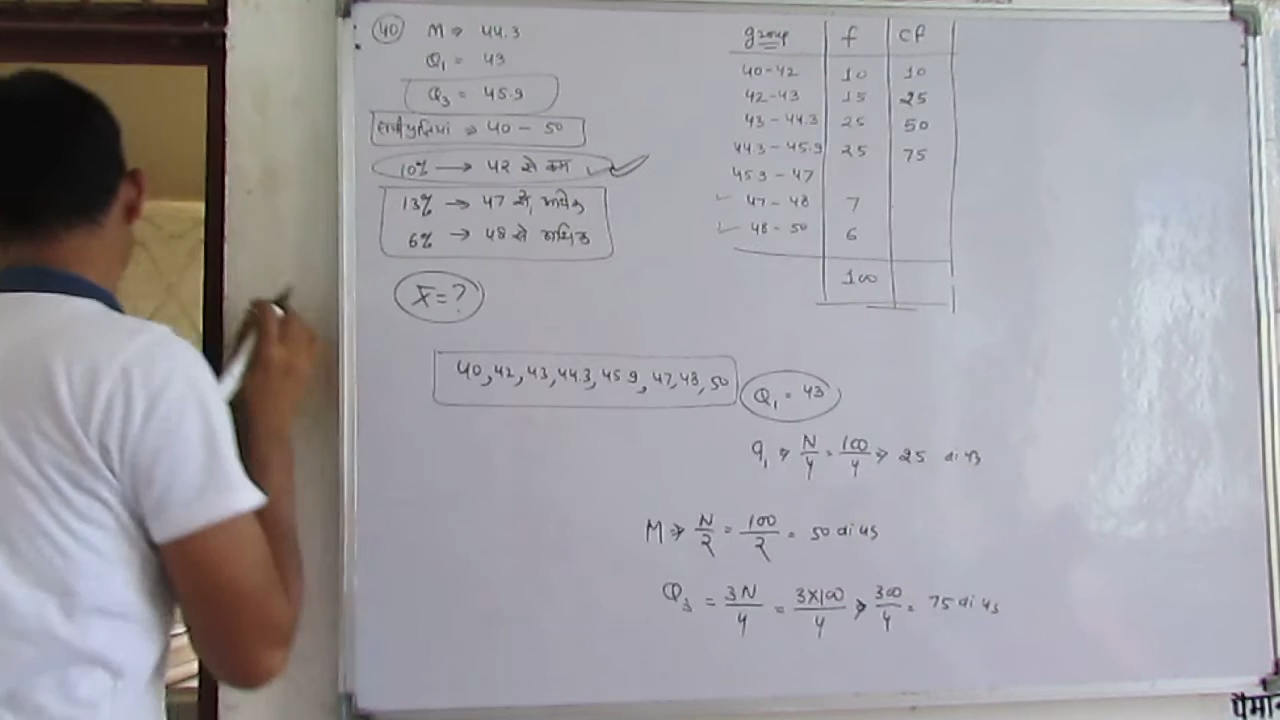 40 M ⇒ 44.3
Q₁ = 43
Q₃ = 45.9
⇒ 40 - 50
10% → 42 से कम
13% → 47 से अधिक
6% → 48 से अधिक
x̄ = ?
group f cf
40-42 10 10
42-43 15 25
43-44.3 25 50
44.3-45.9 25 75
45.9-47
47-48 7
48-50 6
100
40, 42, 43, 44.3, 45.9, 47, 48, 50
Q₁ = 43
q₁ ⇒ N/4 = 100/4 ⇒ 25 वां पद
M ⇒ N/2 = 100/2 = 50 वां पद
Q₃ = 3N/4 = 3×100/4 ⇒ 300/4 = 75 वां पद